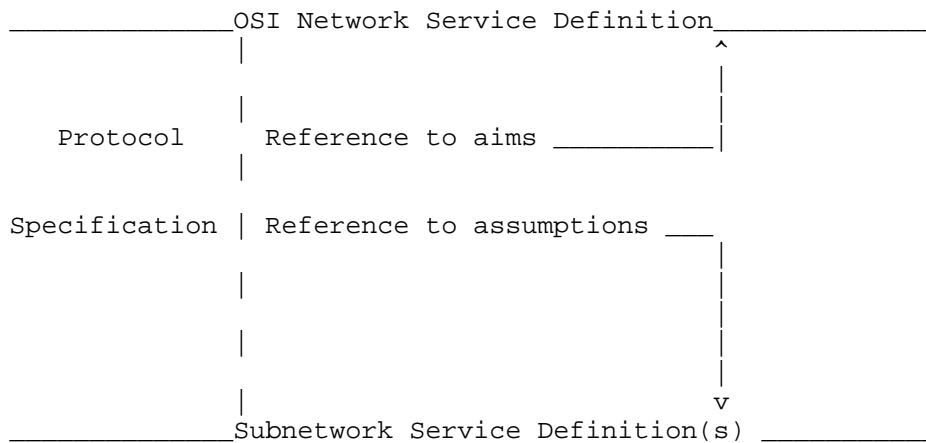 OSI Network Service Definition
Protocol Reference to aims
Specification Reference to assumptions
Subnetwork Service Definition(s)